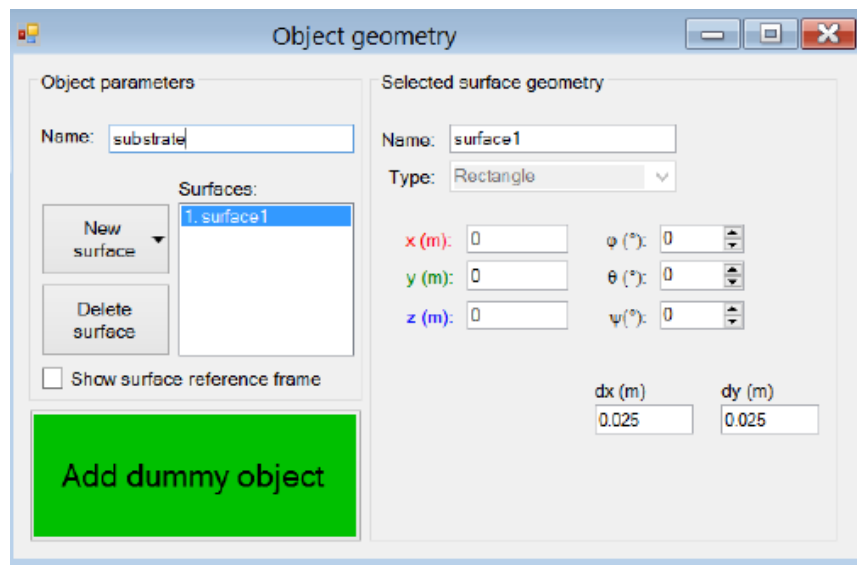 Object geometry
Object parameters
Name: substrate
Surfaces:
New surface
1. surface1
Delete surface
Show surface reference frame
Add dummy object
Selected surface geometry
Name: surface1
Type: Rectangle
x (m): 0 φ (°): 0
y (m): 0 θ (°): 0
z (m): 0 ψ(°): 0
dx (m) dy (m)
0.025 0.025